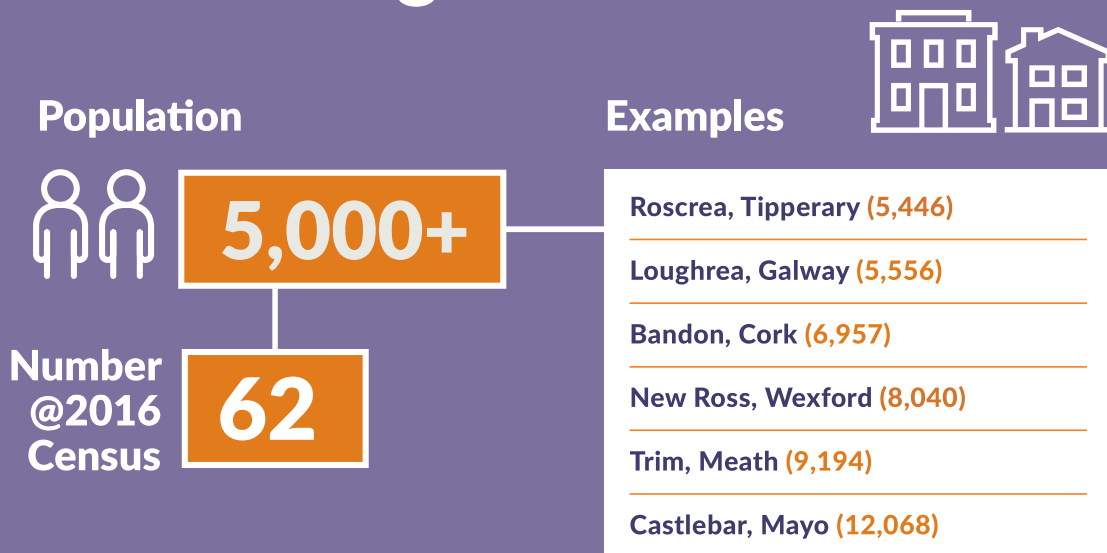 Population
Examples
5,000+
Number
@2016
Census
62
Roscrea, Tipperary (5,446)
Loughrea, Galway (5,556)
Bandon, Cork (6,957)
New Ross, Wexford (8,040)
Trim, Meath (9,194)
Castlebar, Mayo (12,068)